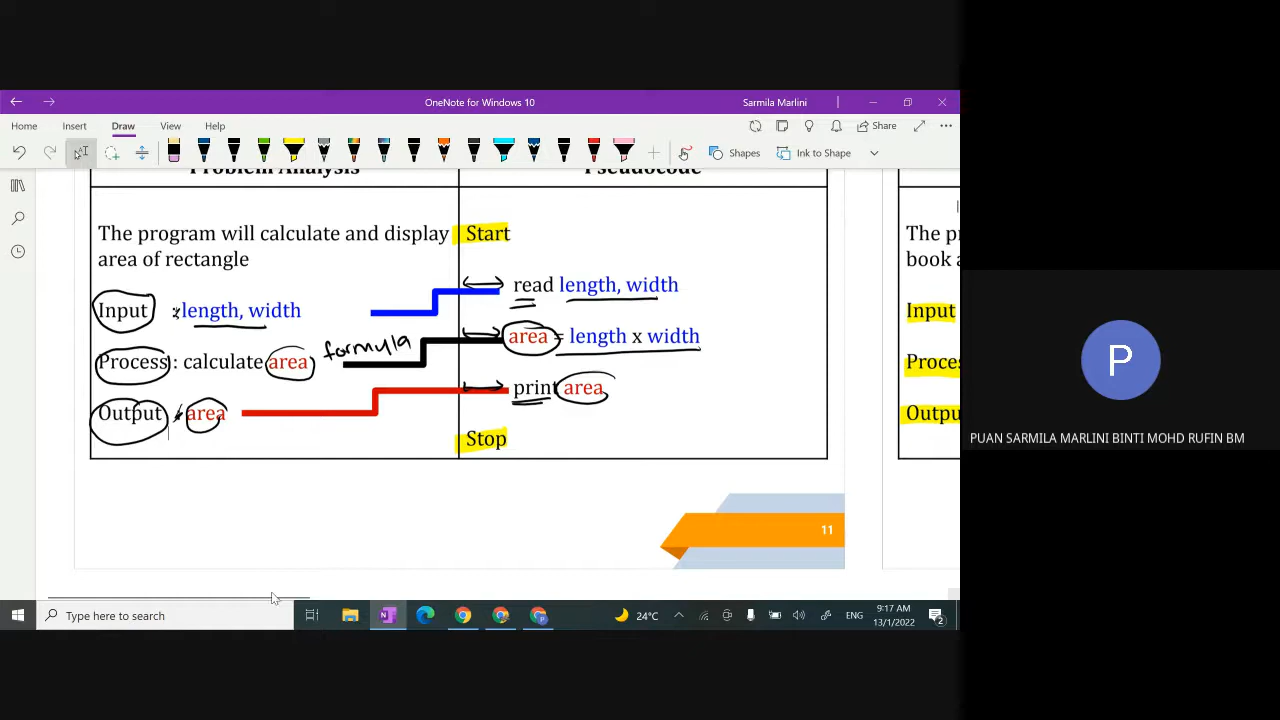 OneNote for Windows 10
Sarmila Marlini
Home Insert Draw View Help
Share
Shapes
Ink to Shape
Problem Analysis Pseudocode
The program will calculate and display
area of rectangle
Input : length, width
Process : calculate area
formula
Output : area
Start
read length, width
area = length x width
print area
Stop
11
The pr
book a
Input
Proces
Outpu
P
PUAN SARMILA MARLINI BINTI MOHD RUFIN BM
Type here to search
24°C
ENG
9:17 AM
13/1/2022
2